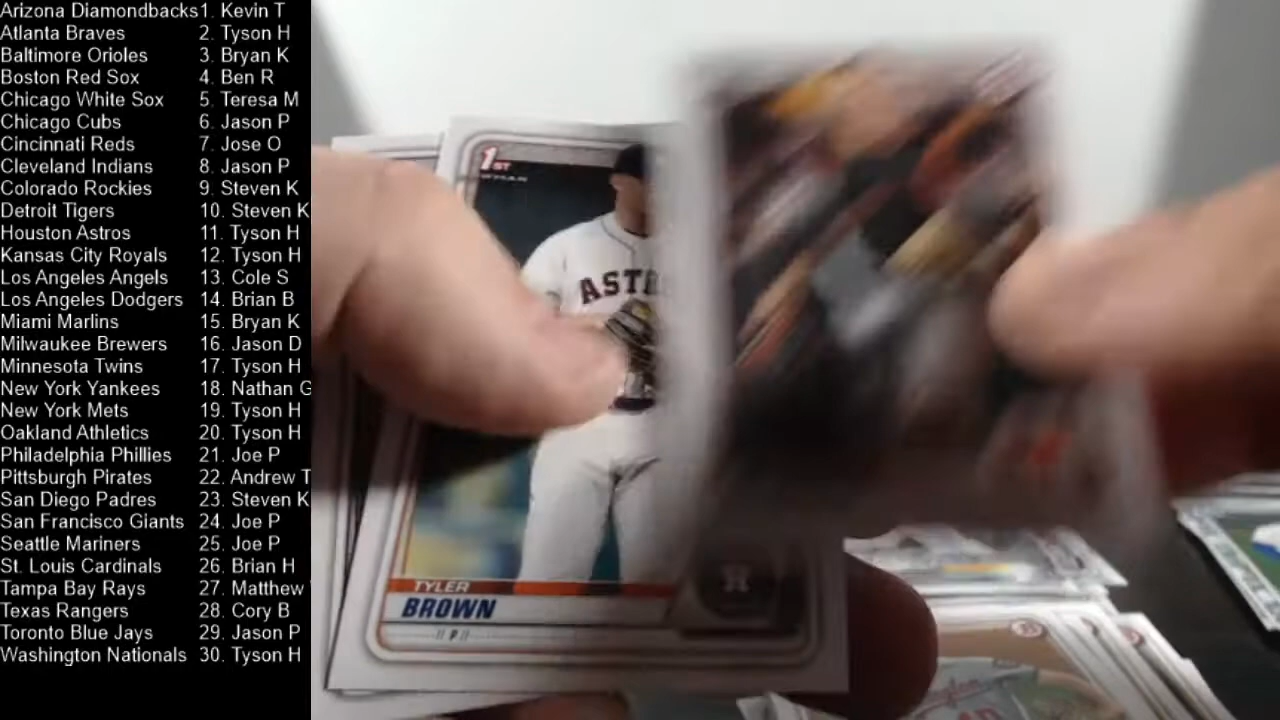 Arizona Diamondbacks 1. Kevin T
Atlanta Braves 2. Tyson H
Baltimore Orioles 3. Bryan K
Boston Red Sox 4. Ben R
Chicago White Sox 5. Teresa M
Chicago Cubs 6. Jason P
Cincinnati Reds 7. Jose O
Cleveland Indians 8. Jason P
Colorado Rockies 9. Steven K
Detroit Tigers 10. Steven K
Houston Astros 11. Tyson H
Kansas City Royals 12. Tyson H
Los Angeles Angels 13. Cole S
Los Angeles Dodgers 14. Brian B
Miami Marlins 15. Bryan K
Milwaukee Brewers 16. Jason D
Minnesota Twins 17. Tyson H
New York Yankees 18. Nathan G
New York Mets 19. Tyson H
Oakland Athletics 20. Tyson H
Philadelphia Phillies 21. Joe P
Pittsburgh Pirates 22. Andrew T
San Diego Padres 23. Steven K
San Francisco Giants 24. Joe P
Seattle Mariners 25. Joe P
St. Louis Cardinals 26. Brian H
Tampa Bay Rays 27. Matthew
Texas Rangers 28. Cory B
Toronto Blue Jays 29. Jason P
Washington Nationals 30. Tyson H
1ST
ASTR
TYLER
BROWN
// P //
H